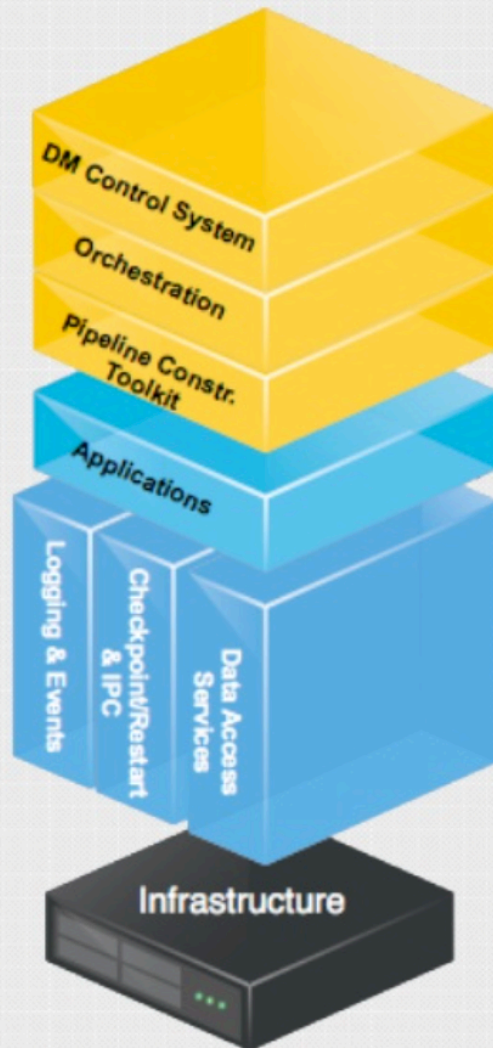 DM Control System
Orchestration
Pipeline Constr.
Toolkit
Applications
Logging & Events
Checkpoint/Restart
& IPC
Data Access
Services
Infrastructure